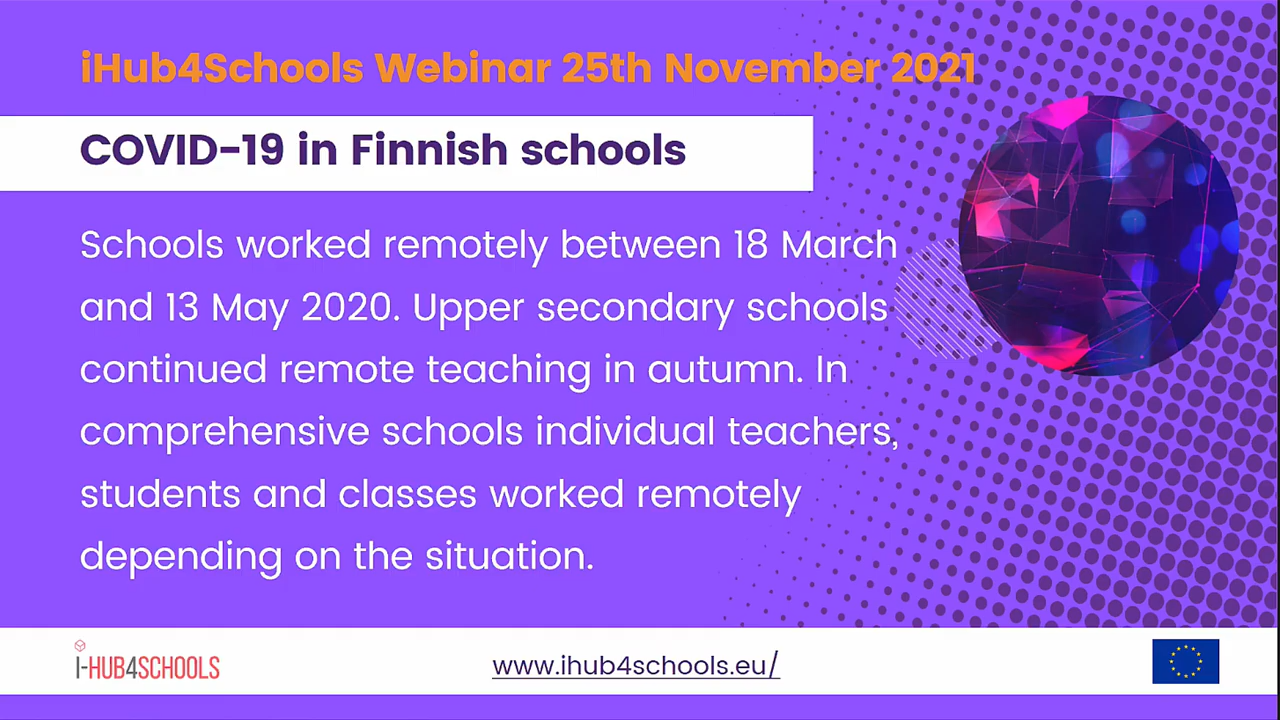 iHub4Schools Webinar 25th November 2021
COVID-19 in Finnish schools
Schools worked remotely between 18 March
and 13 May 2020. Upper secondary schools
continued remote teaching in autumn. In
comprehensive schools individual teachers,
students and classes worked remotely
depending on the situation.
I-HUB4SCHOOLS
www.ihub4schools.eu/